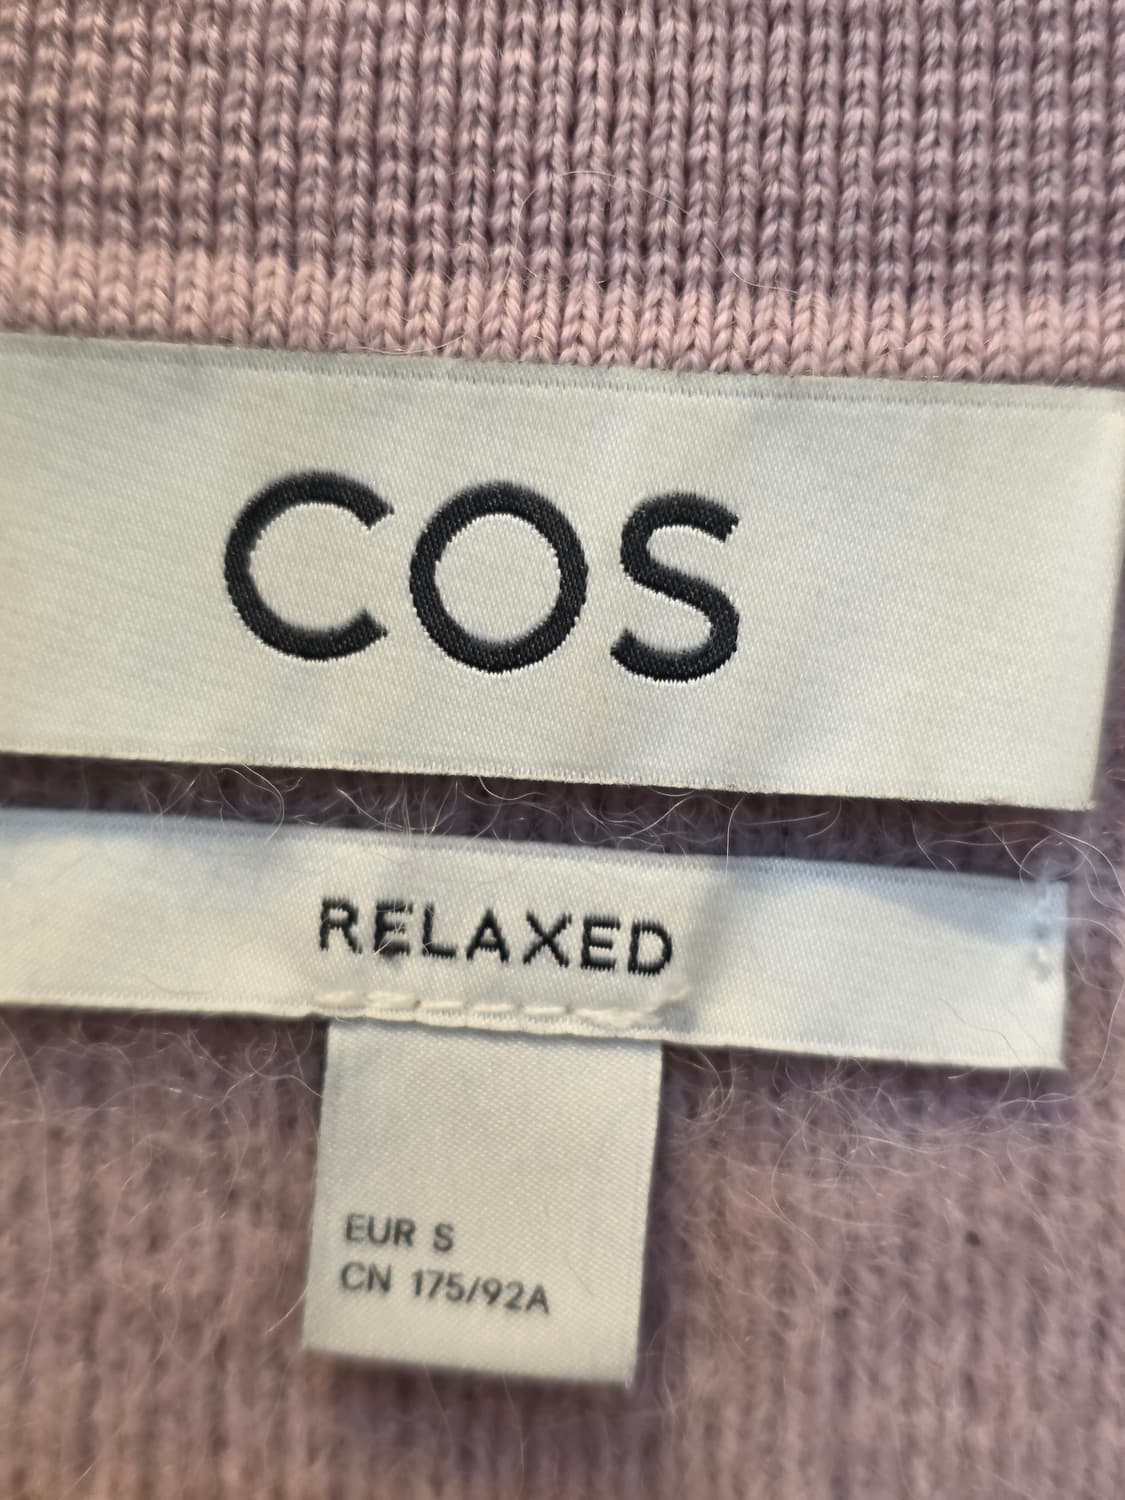 COS
RELAXED
EUR S
CN 175/92A